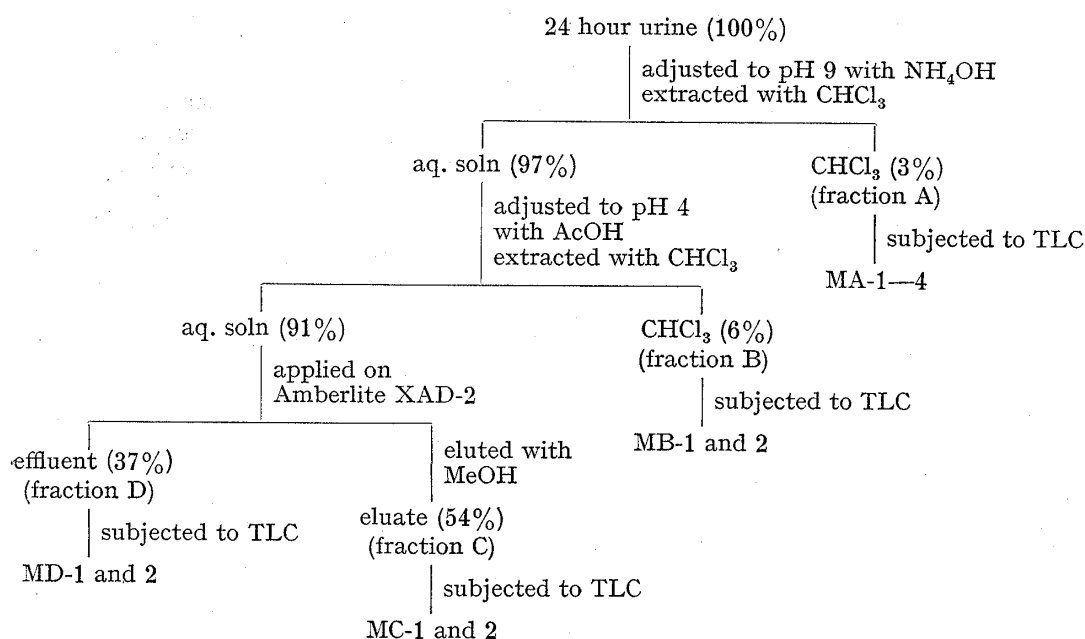 24 hour urine (100%)
adjusted to pH 9 with NH₄OH
extracted with CHCl₃
aq. soln (97%)
CHCl₃ (3%)
(fraction A)
adjusted to pH 4
with AcOH
extracted with CHCl₃
subjected to TLC
MA-1—4
aq. soln (91%)
CHCl₃ (6%)
(fraction B)
applied on
Amberlite XAD-2
subjected to TLC
MB-1 and 2
effluent (37%)
(fraction D)
eluted with
MeOH
subjected to TLC
eluate (54%)
(fraction C)
MD-1 and 2
subjected to TLC
MC-1 and 2